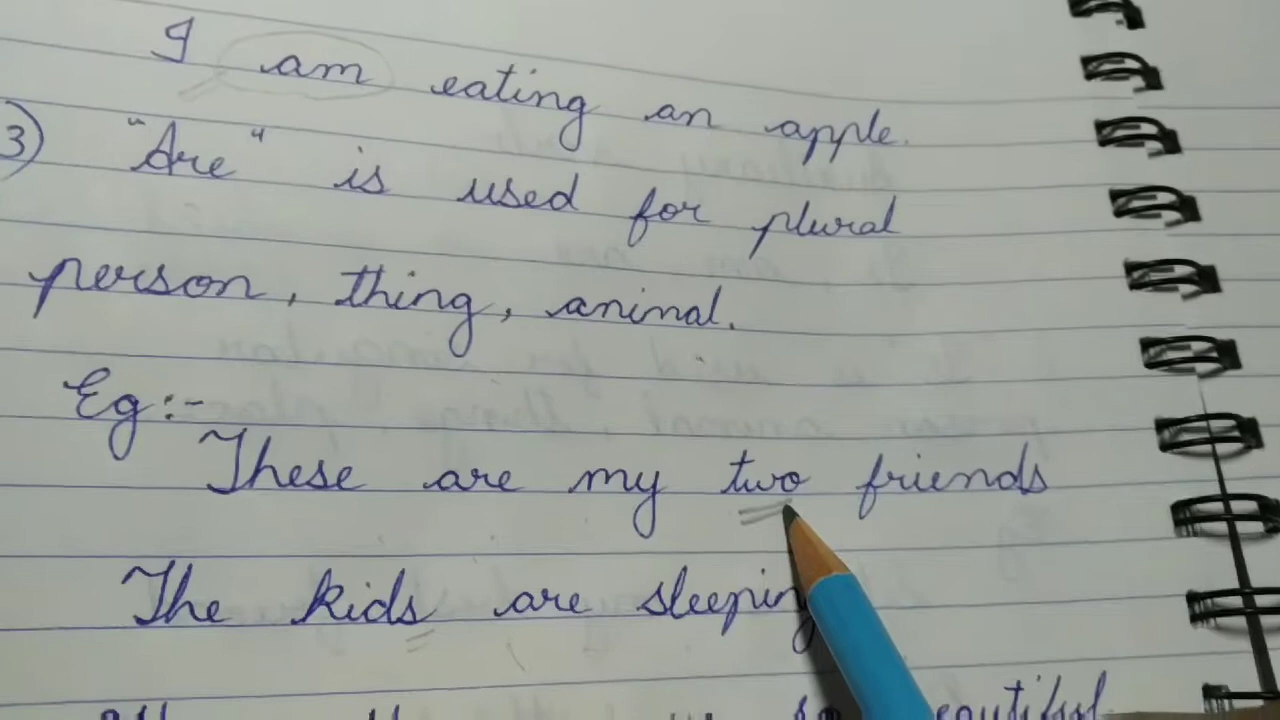 I am eating an apple.
3) "Are" is used for plural
person, thing, animal.
Eg:-
These are my two friends
The kids are sleeping
beautiful